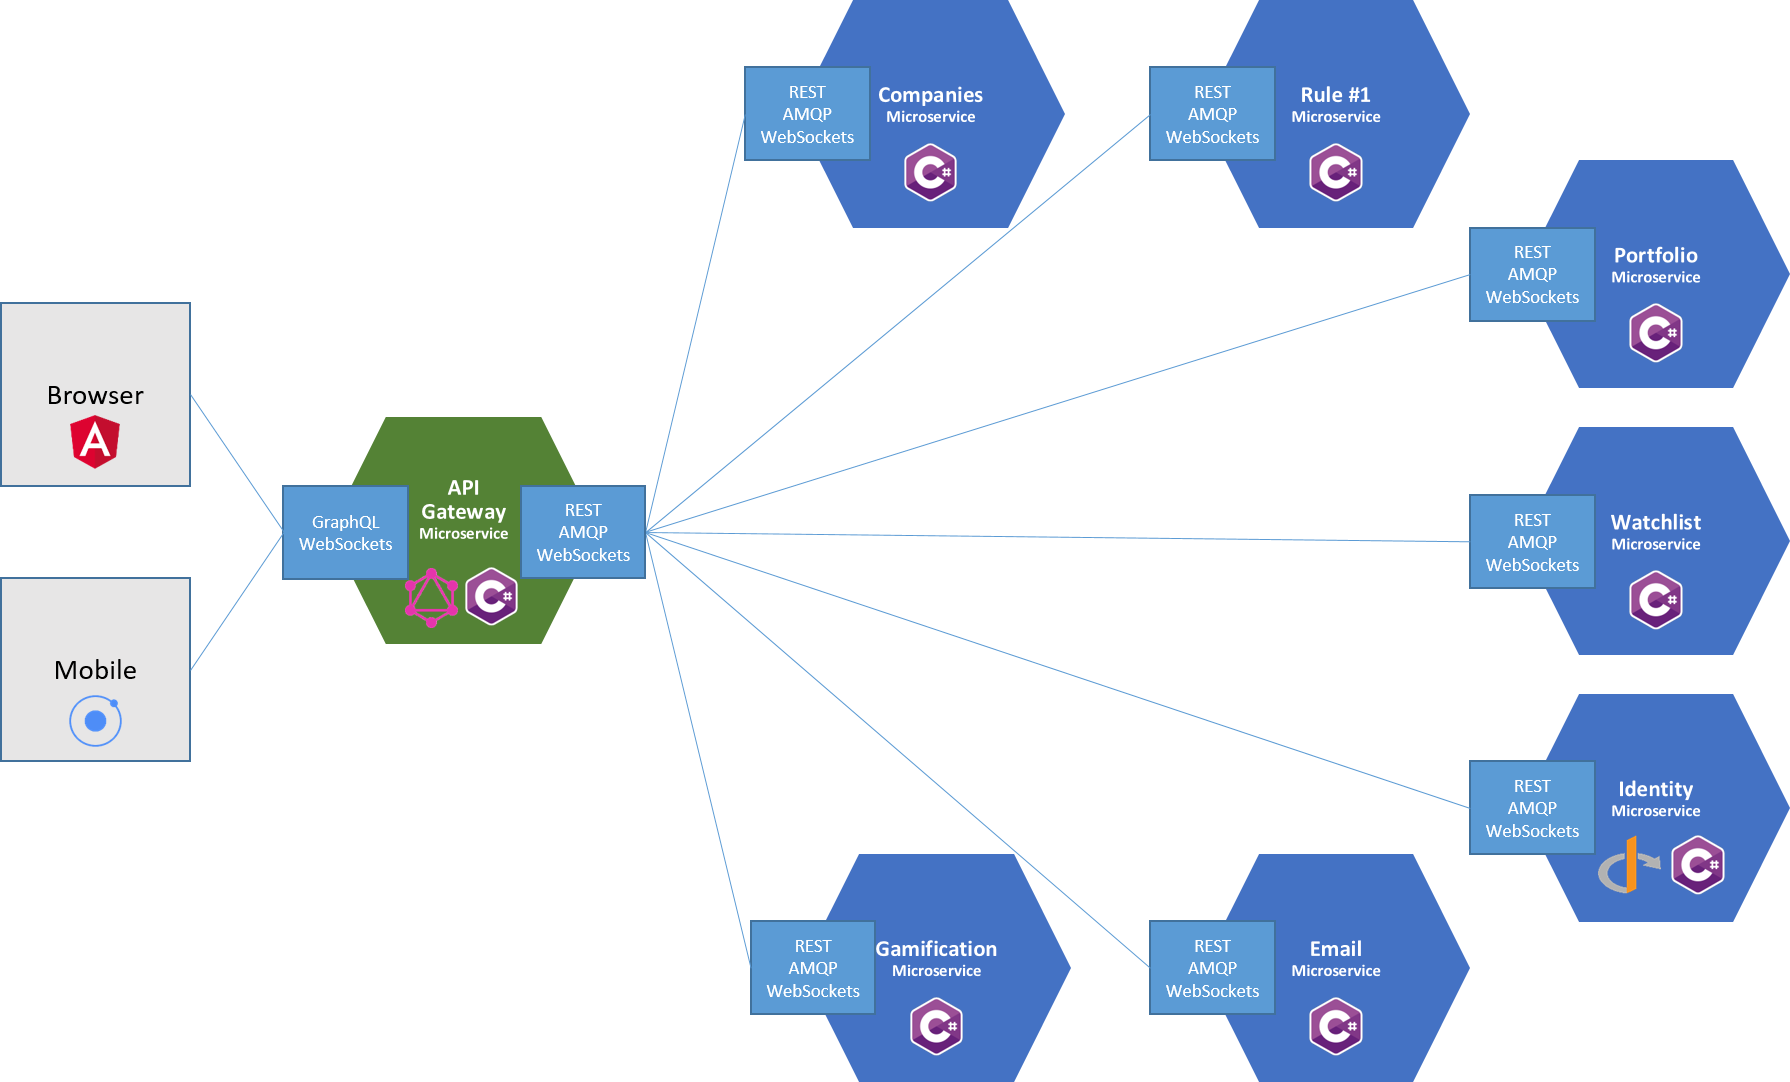 REST
AMQP
WebSockets
Companies
Microservice
C#
REST
AMQP
WebSockets
Rule #1
Microservice
C#
REST
AMQP
WebSockets
Portfolio
Microservice
C#
Browser
A
Mobile
GraphQL
WebSockets
API
Gateway
Microservice
C#
REST
AMQP
WebSockets
REST
AMQP
WebSockets
Watchlist
Microservice
C#
REST
AMQP
WebSockets
Identity
Microservice
C#
REST
AMQP
WebSockets
Gamification
Microservice
C#
REST
AMQP
WebSockets
Email
Microservice
C#